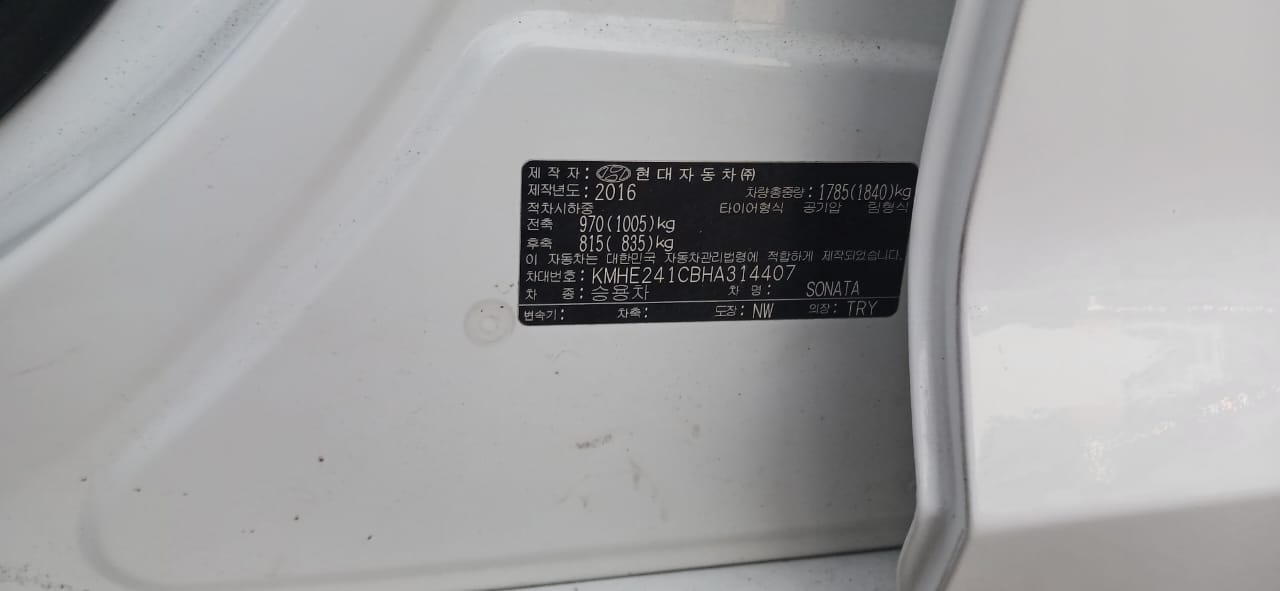 제 작 자 : 현대자동차㈜
제작년도 : 2016 차량총중량 : 1785(1840)kg
적차시하중 타이어형식 공기압 림형식
전축 970(1005)kg
후축 815( 835)kg
이 자동차는 대한민국 자동차관리법령에 적합하게 제작되었습니다.
차대번호 : KMHE241CBHA314407
차 종 : 승용차 차 명 : SONATA
변속기 : 차축 : 도장 : NW 의장 : TRY